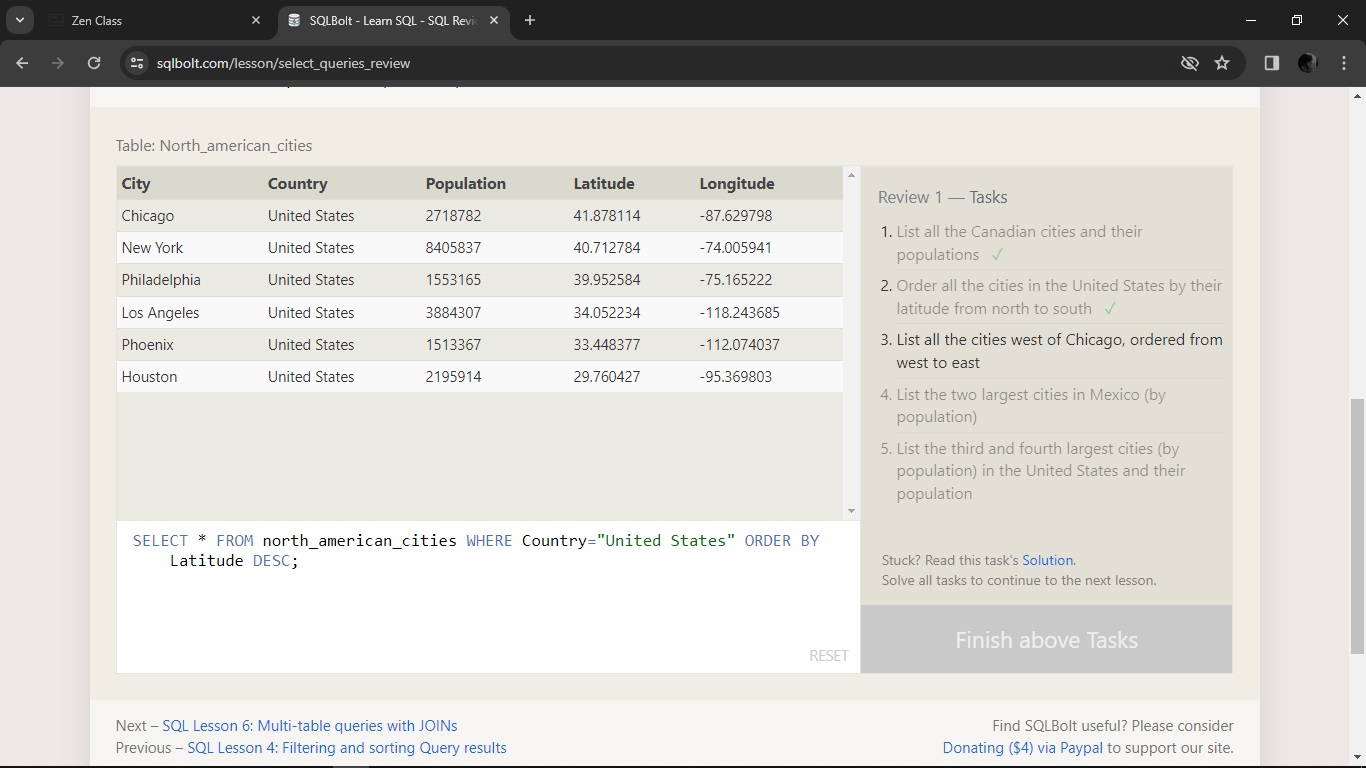 Zen Class
SQLBolt - Learn SQL - SQL Revi
sqlbolt.com/lesson/select_queries_review
Table: North_american_cities
City Country Population Latitude Longitude
Chicago United States 2718782 41.878114 -87.629798
New York United States 8405837 40.712784 -74.005941
Philadelphia United States 1553165 39.952584 -75.165222
Los Angeles United States 3884307 34.052234 -118.243685
Phoenix United States 1513367 33.448377 -112.074037
Houston United States 2195914 29.760427 -95.369803
SELECT * FROM north_american_cities WHERE Country="United States" ORDER BY
Latitude DESC;
RESET
Review 1 — Tasks
1. List all the Canadian cities and their
populations ✓
2. Order all the cities in the United States by their
latitude from north to south ✓
3. List all the cities west of Chicago, ordered from
west to east
4. List the two largest cities in Mexico (by
population)
5. List the third and fourth largest cities (by
population) in the United States and their
population
Stuck? Read this task's Solution.
Solve all tasks to continue to the next lesson.
Finish above Tasks
Next – SQL Lesson 6: Multi-table queries with JOINs
Previous – SQL Lesson 4: Filtering and sorting Query results
Find SQLBolt useful? Please consider
Donating ($4) via Paypal to support our site.